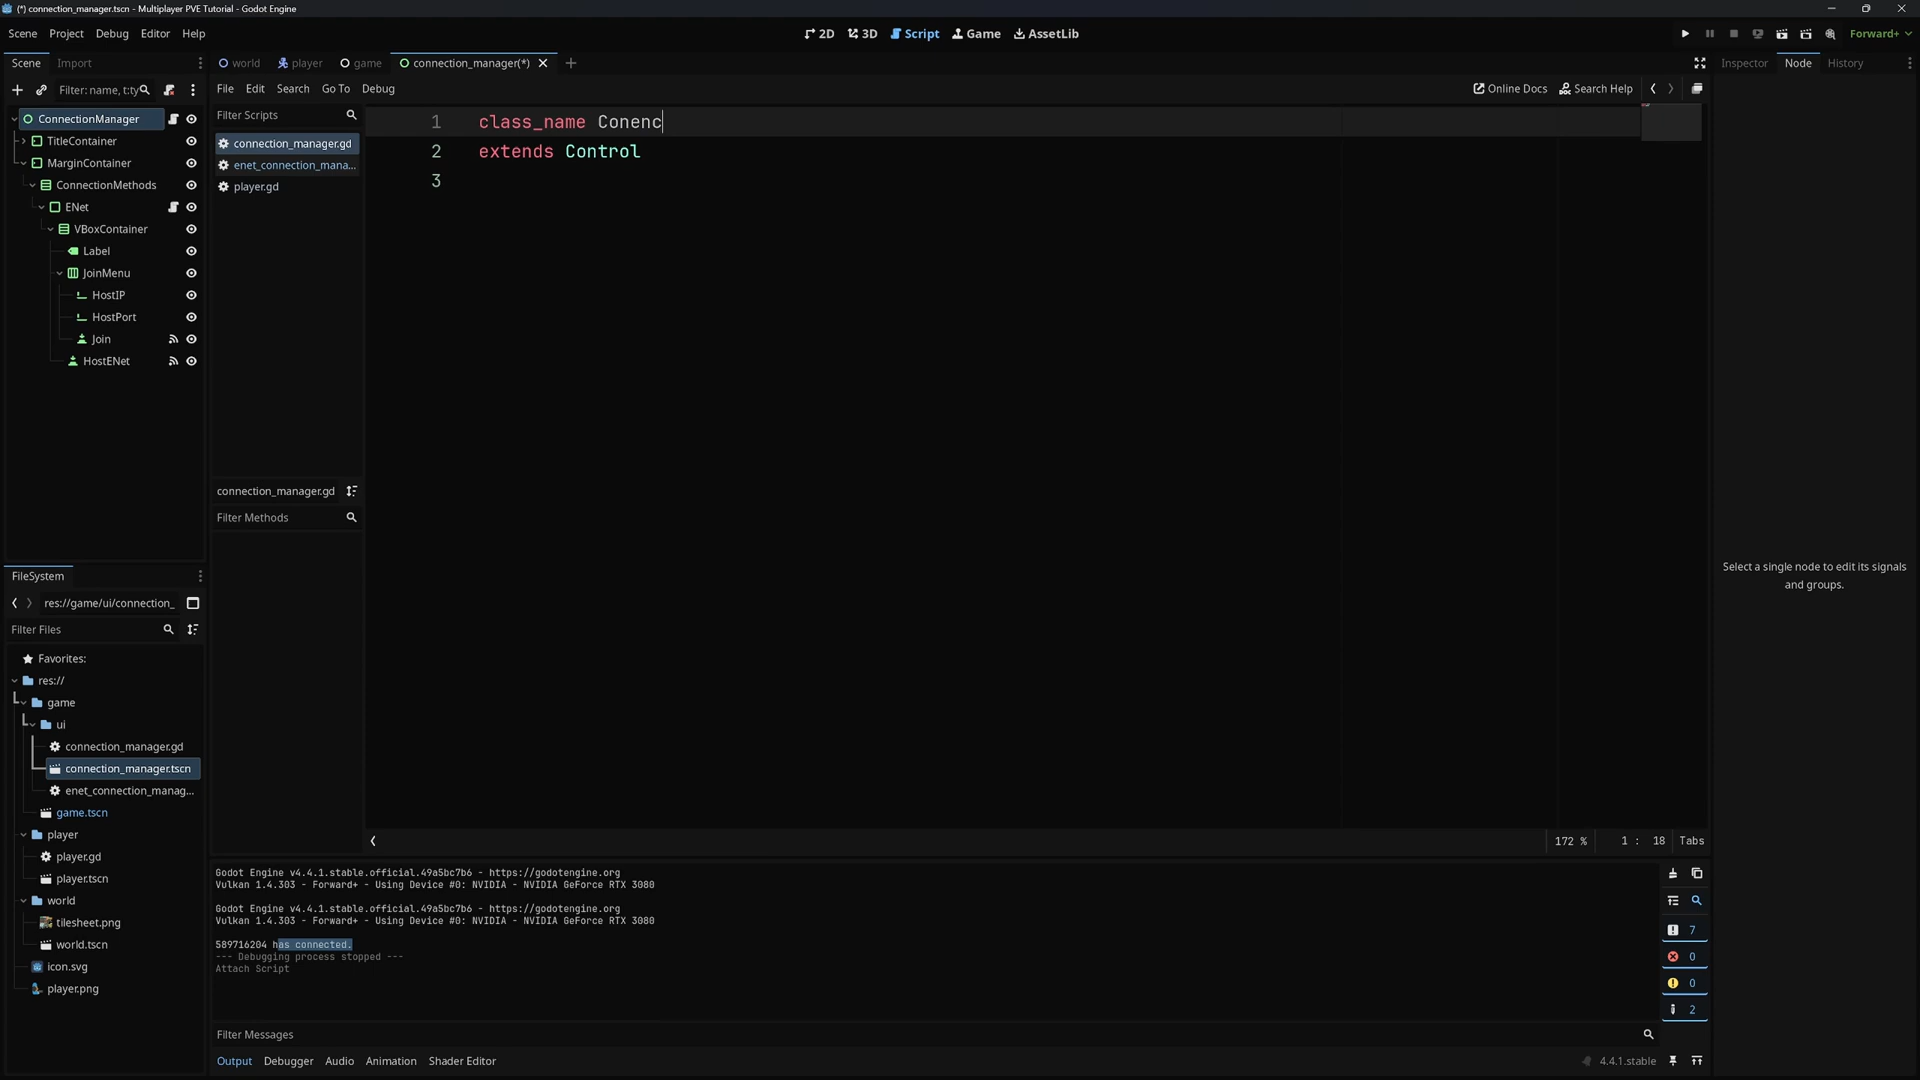 (*) connection_manager.tscn - Multiplayer PVE Tutorial - Godot Engine
Scene Project Debug Editor Help
2D 3D Script Game AssetLib
Forward+
Scene Import
world player game connection_manager(*)
Inspector Node History
Filter: name, t:ty
File Edit Search Go To Debug
Online Docs Search Help
Filter Scripts
connection_manager.gd
enet_connection_mana...
player.gd
connection_manager.gd
Filter Methods
ConnectionManager
TitleContainer
MarginContainer
ConnectionMethods
ENet
VBoxContainer
Label
JoinMenu
HostIP
HostPort
Join
HostENet
1 class_name Conenc
2 extends Control
3
172 % 1 : 18 Tabs
Select a single node to edit its signals
and groups.
FileSystem
res://game/ui/connection_
Filter Files
Favorites:
res://
game
ui
connection_manager.gd
connection_manager.tscn
enet_connection_manag...
game.tscn
player
player.gd
player.tscn
world
tilesheet.png
world.tscn
icon.svg
player.png
Godot Engine v4.4.1.stable.official.49a5bc7b6 - https://godotengine.org
Vulkan 1.4.303 - Forward+ - Using Device #0: NVIDIA - NVIDIA GeForce RTX 3080
Godot Engine v4.4.1.stable.official.49a5bc7b6 - https://godotengine.org
Vulkan 1.4.303 - Forward+ - Using Device #0: NVIDIA - NVIDIA GeForce RTX 3080
589716204 has connected.
--- Debugging process stopped ---
Attach Script
7
0
0
2
Filter Messages
Output Debugger Audio Animation Shader Editor
4.4.1.stable